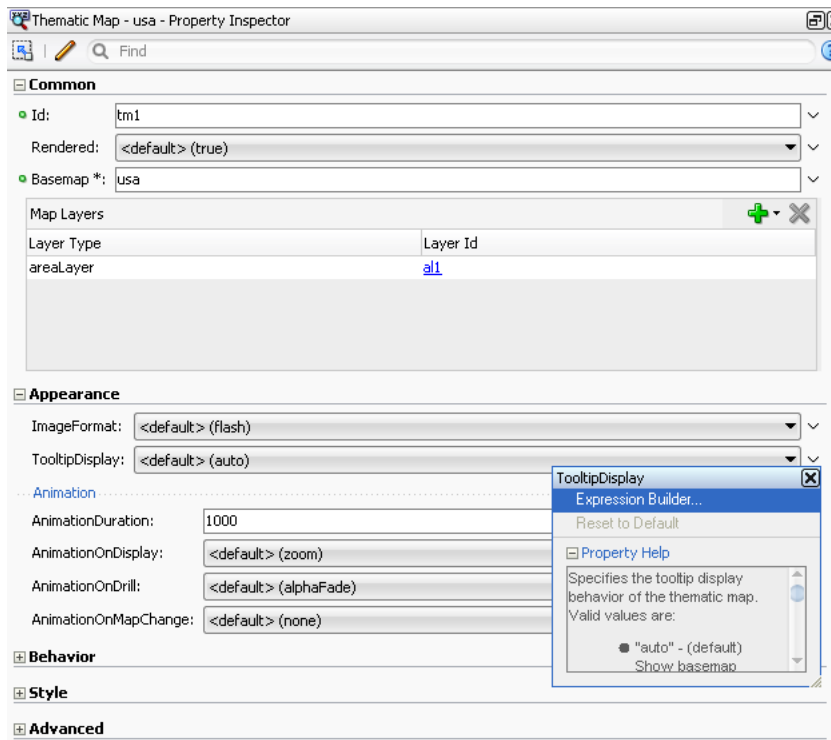 Thematic Map - usa - Property Inspector
Find
Common
Id: tm1
Rendered: <default> (true)
Basemap *: usa
Map Layers
Layer Type Layer Id
areaLayer al1
Appearance
ImageFormat: <default> (flash)
TooltipDisplay: <default> (auto)
Animation
AnimationDuration: 1000
AnimationOnDisplay: <default> (zoom)
AnimationOnDrill: <default> (alphaFade)
AnimationOnMapChange: <default> (none)
TooltipDisplay
Expression Builder...
Reset to Default
Property Help
Specifies the tooltip display
behavior of the thematic map.
Valid values are:
"auto" - (default)
Show basemap
Behavior
Style
Advanced